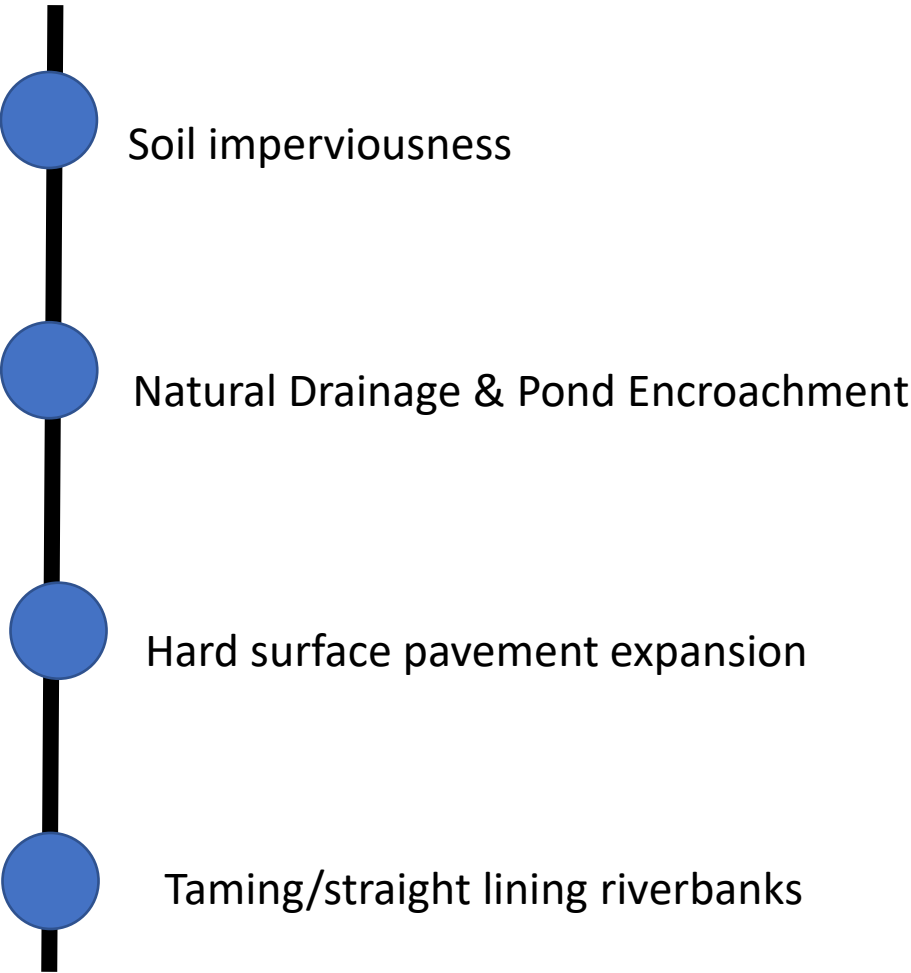 Soil imperviousness
Natural Drainage & Pond Encroachment
Hard surface pavement expansion
Taming/straight lining riverbanks